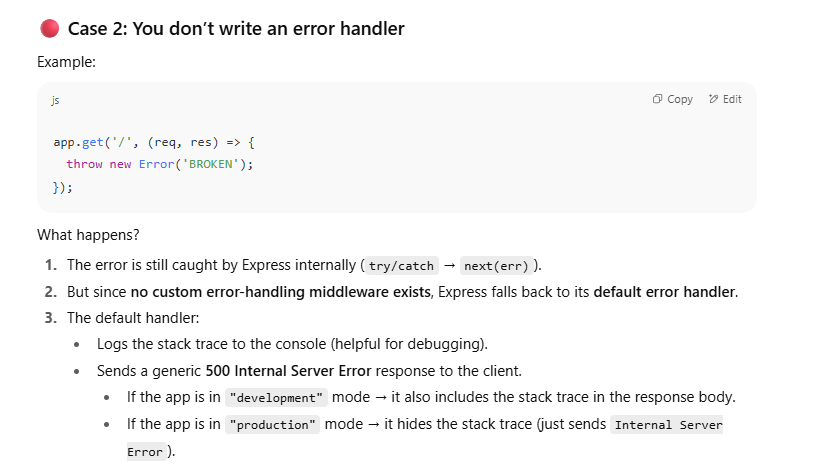 Case 2: You don’t write an error handler
Example:
js
Copy
Edit
app.get('/', (req, res) => {
throw new Error('BROKEN');
});
What happens?
1. The error is still caught by Express internally ( try/catch → next(err) ).
2. But since no custom error-handling middleware exists, Express falls back to its default error handler.
3. The default handler:
• Logs the stack trace to the console (helpful for debugging).
• Sends a generic 500 Internal Server Error response to the client.
• If the app is in "development" mode → it also includes the stack trace in the response body.
• If the app is in "production" mode → it hides the stack trace (just sends Internal Server
Error ).